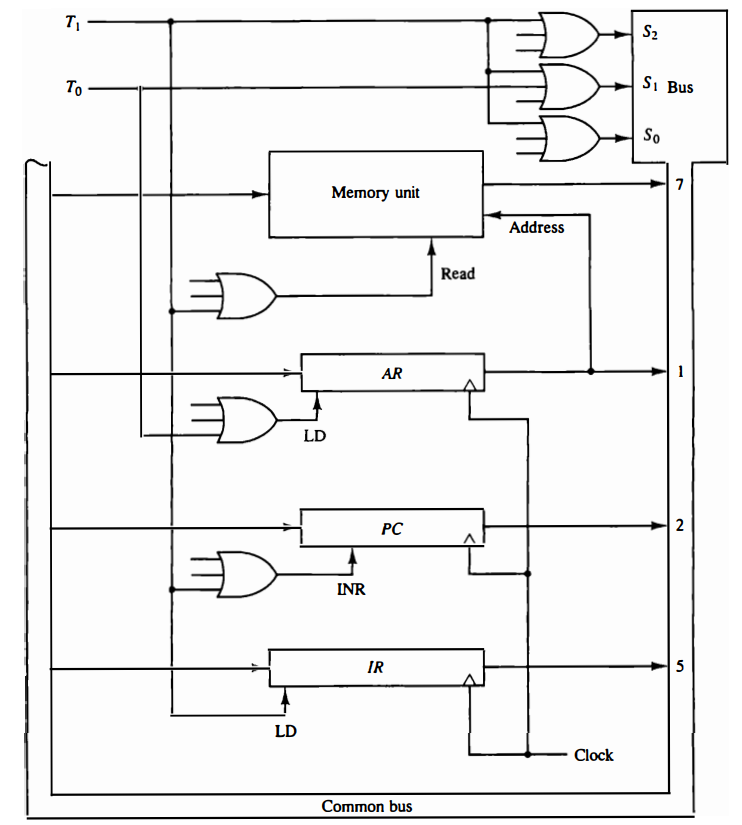 T1
S2
T0
S1 Bus
S0
Memory unit
7
Address
Read
AR
1
LD
PC
2
INR
IR
5
LD
Clock
Common bus